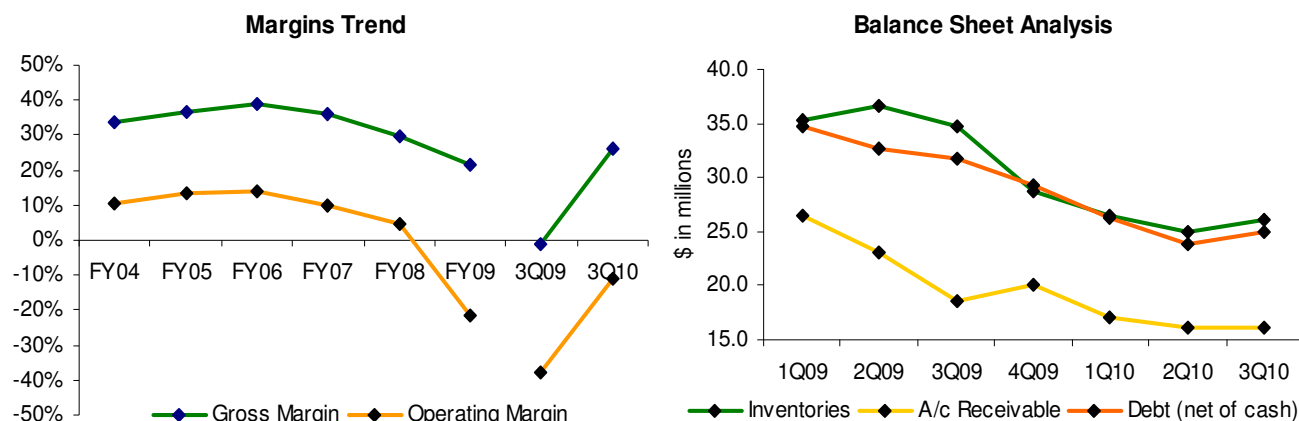 Margins Trend
50%
40%
30%
20%
10%
0%
-10%
-20%
-30%
-40%
-50%
FY04 FY05 FY06 FY07 FY08 FY09 3Q09 3Q10
Gross Margin Operating Margin
Balance Sheet Analysis
$ in millions
40.0
35.0
30.0
25.0
20.0
15.0
1Q09 2Q09 3Q09 4Q09 1Q10 2Q10 3Q10
Inventories A/c Receivable Debt (net of cash)